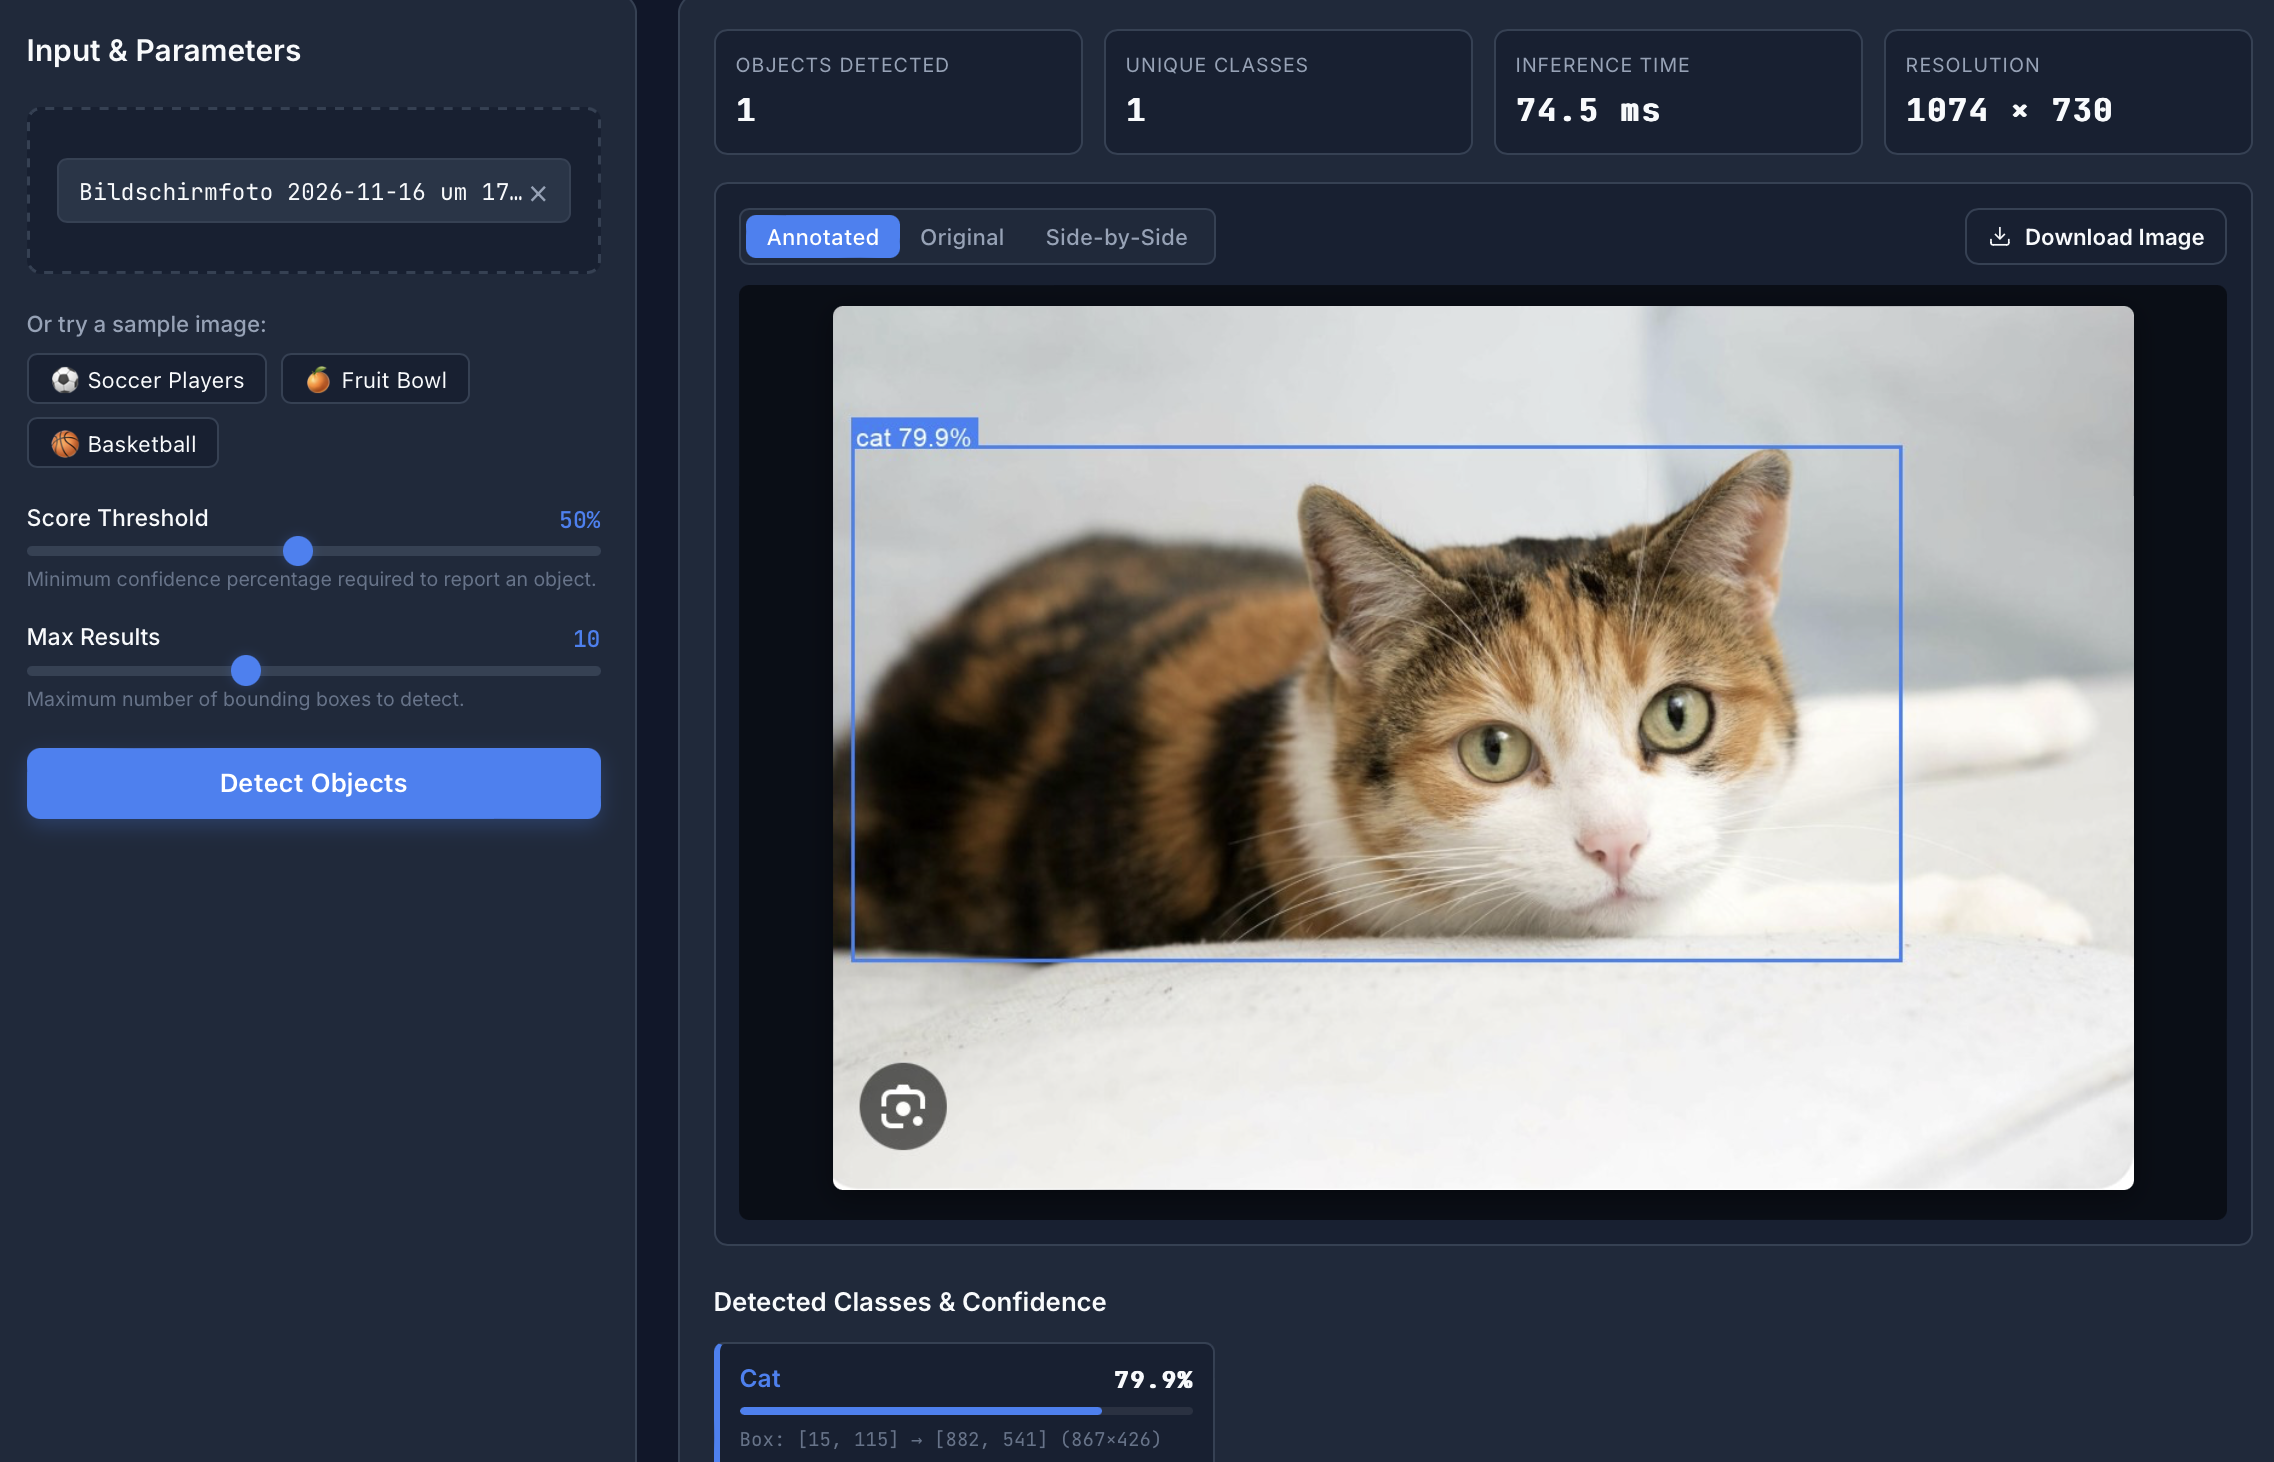 Input & Parameters
Bildschirmfoto 2026-11-16 um 17… ×
Or try a sample image:
Soccer Players
Fruit Bowl
Basketball
Score Threshold 50%
Minimum confidence percentage required to report an object.
Max Results 10
Maximum number of bounding boxes to detect.
Detect Objects
OBJECTS DETECTED
1
UNIQUE CLASSES
1
INFERENCE TIME
74.5 ms
RESOLUTION
1074 × 730
Annotated Original Side-by-Side
Download Image
cat 79.9%
Detected Classes & Confidence
Cat 79.9%
Box: [15, 115] → [882, 541] (867×426)